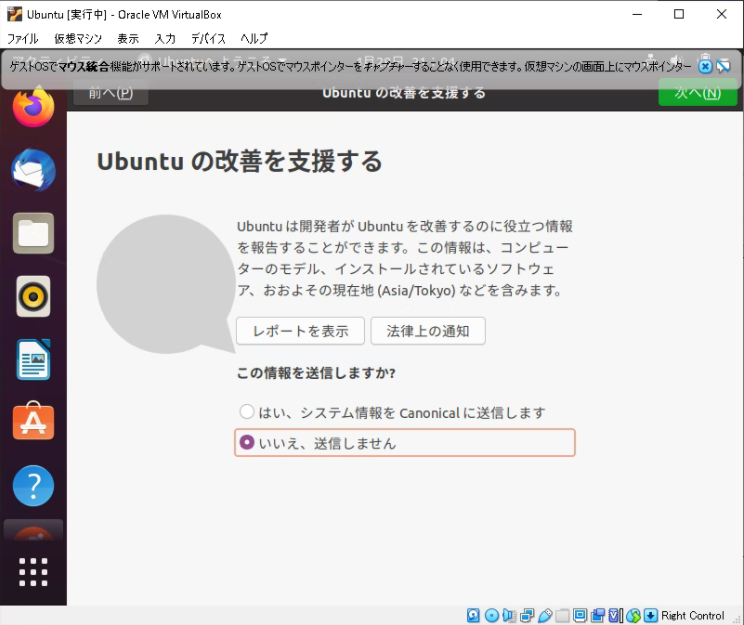 Ubuntu [実行中] - Oracle VM VirtualBox
ファイル 仮想マシン 表示 入力 デバイス ヘルプ
ゲストOSでマウス統合機能がサポートされています。ゲストOSでマウスポインターをキャプチャーすることなく使用できます。仮想マシンの画面上にマウスポインター
前へ(P) Ubuntu の改善を支援する 次へ(N)
Ubuntu の改善を支援する
Ubuntu は開発者が Ubuntu を改善するのに役立つ情報
を報告することができます。この情報は、コンピュー
ターのモデル、インストールされているソフトウェ
ア、おおよその現在地 (Asia/Tokyo) などを含みます。
レポートを表示 法律上の通知
この情報を送信しますか?
はい、システム情報を Canonical に送信します
いいえ、送信しません
Right Control